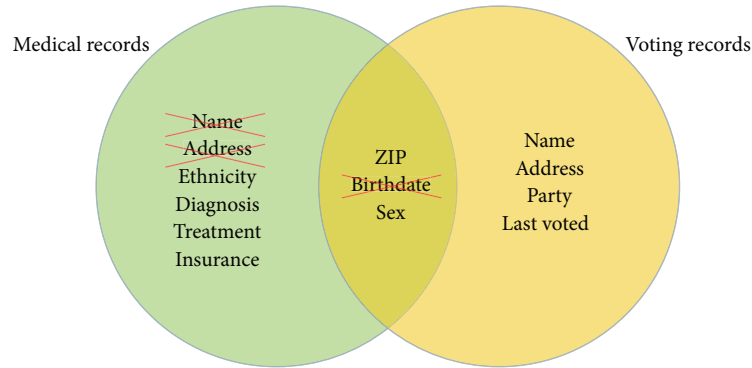 Medical records
Voting records
Name
Address
Ethnicity
Diagnosis
Treatment
Insurance
ZIP
Birthdate
Sex
Name
Address
Party
Last voted